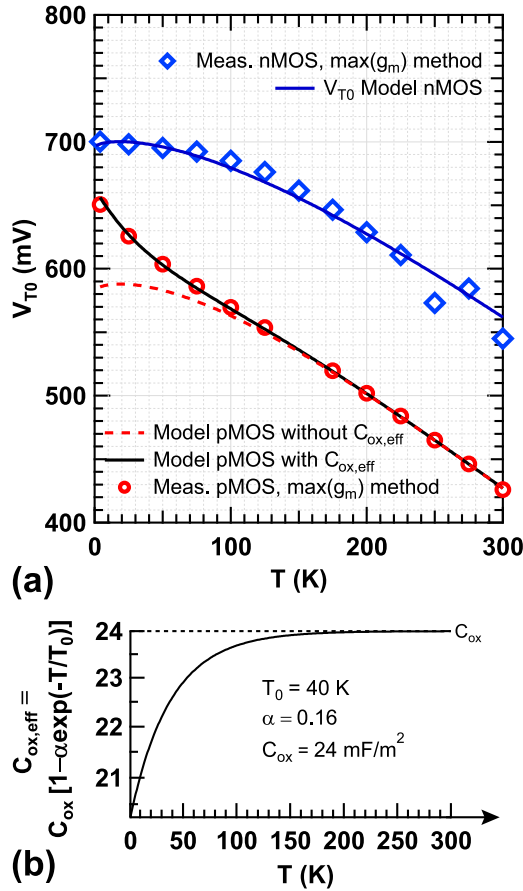 800
700
600
500
400
V_T0 (mV)
Meas. nMOS, max(g_m) method
V_T0 Model nMOS
Model pMOS without C_ox,eff
Model pMOS with C_ox,eff
Meas. pMOS, max(g_m) method
0 100 200 300
T (K)
(a)
C_ox,eff =
C_ox [1−αexp(-T/T_0)]
24
23
22
21
C_ox
T_0 = 40 K
α = 0.16
C_ox = 24 mF/m^2
0 50 100 150 200 250 300
T (K)
(b)